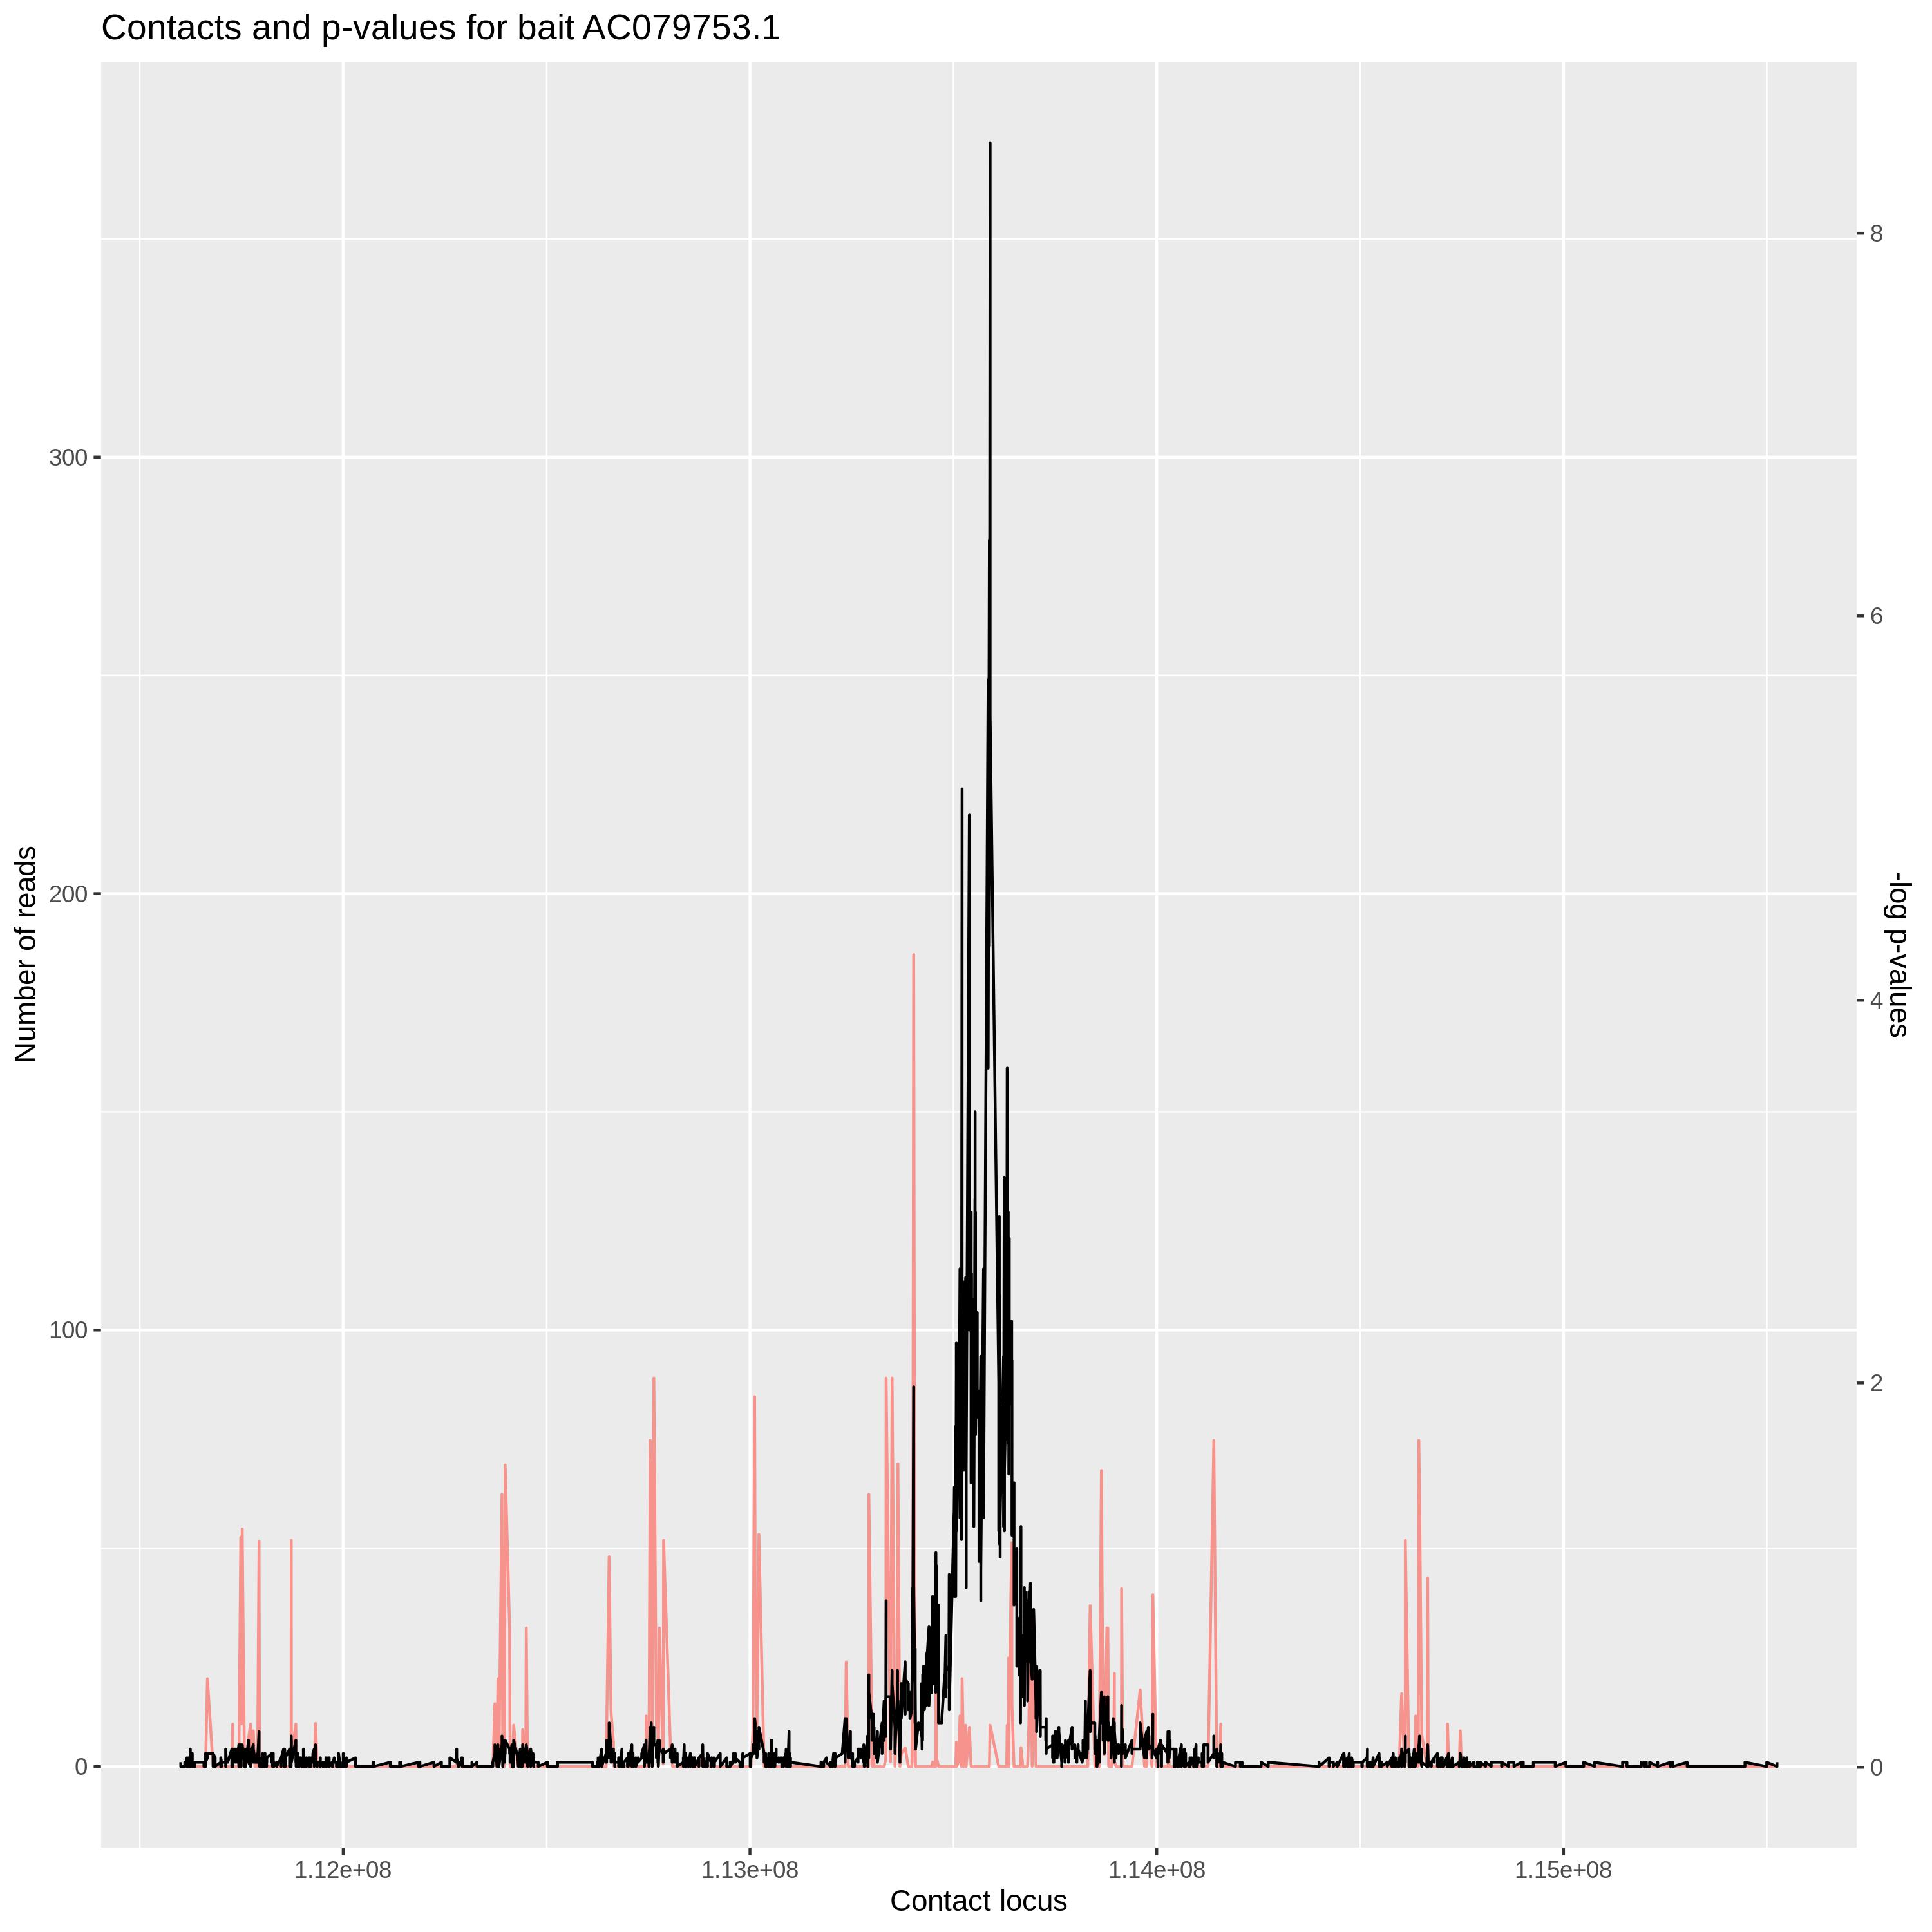 Contacts and p-values for bait AC079753.1
Number of reads
300
200
100
0
8
6
4
2
0
-log p-values
1.12e+08
1.13e+08
1.14e+08
1.15e+08
Contact locus